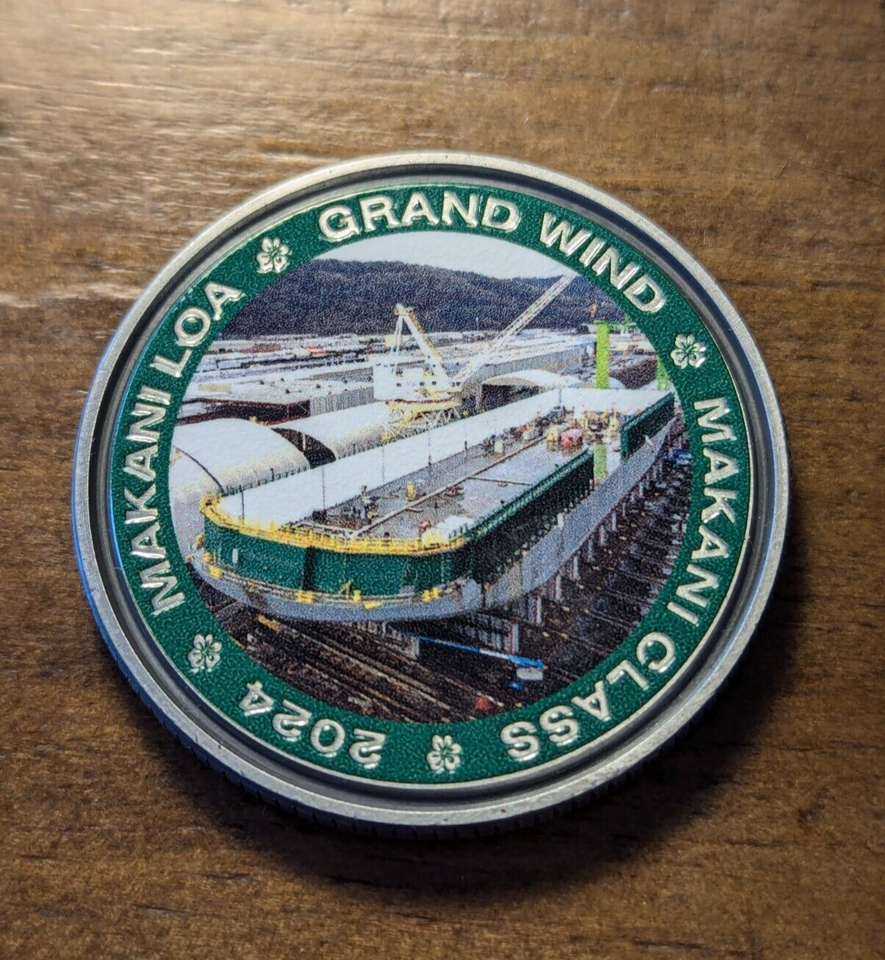 MAKANI LOA
GRAND WIND
MAKANI CLASS
2024